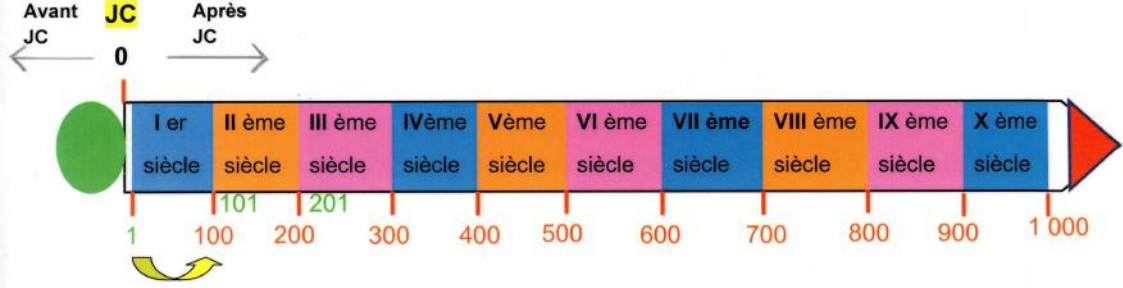 Avant JC Après
JC JC
0
I er II ème III ème IVème Vème VI ème VII ème VIII ème IX ème X ème
siècle siècle siècle siècle siècle siècle siècle siècle siècle siècle
101 201
1 100 200 300 400 500 600 700 800 900 1 000